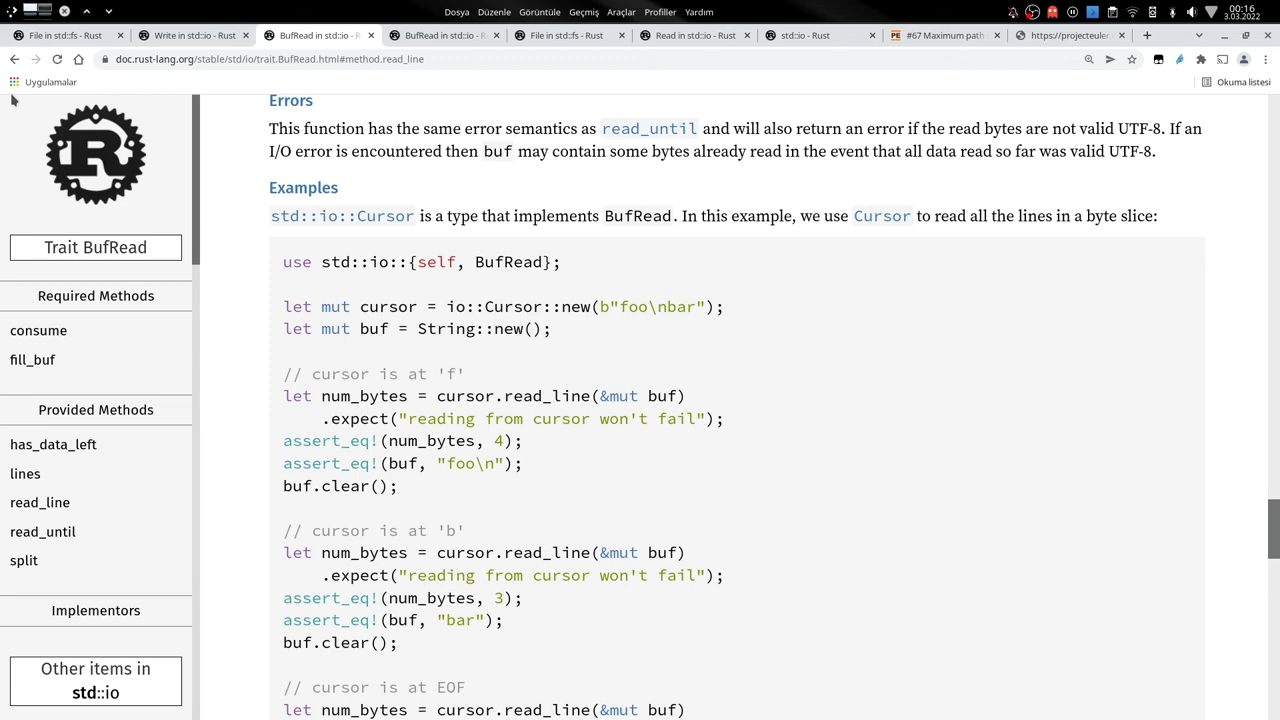 Dosya Düzenle Görüntüle Geçmiş Araçlar Profiller Yardım
00:16
3.03.2022
File in std::fs - Rust
Write in std::io - Rust
BufRead in std::io - R
BufRead in std::io - Ru
File in std::fs - Rust
Read in std::io - Rust
std::io - Rust
#67 Maximum path
https://projecteuler.
doc.rust-lang.org/stable/std/io/trait.BufRead.html#method.read_line
Uygulamalar
Okuma listesi
Trait BufRead
Required Methods
consume
fill_buf
Provided Methods
has_data_left
lines
read_line
read_until
split
Implementors
Other items in
std::io
Errors
This function has the same error semantics as read_until and will also return an error if the read bytes are not valid UTF-8. If an
I/O error is encountered then buf may contain some bytes already read in the event that all data read so far was valid UTF-8.
Examples
std::io::Cursor is a type that implements BufRead. In this example, we use Cursor to read all the lines in a byte slice:
use std::io::{self, BufRead};
let mut cursor = io::Cursor::new(b"foo\nbar");
let mut buf = String::new();
// cursor is at 'f'
let num_bytes = cursor.read_line(&mut buf)
    .expect("reading from cursor won't fail");
assert_eq!(num_bytes, 4);
assert_eq!(buf, "foo\n");
buf.clear();
// cursor is at 'b'
let num_bytes = cursor.read_line(&mut buf)
    .expect("reading from cursor won't fail");
assert_eq!(num_bytes, 3);
assert_eq!(buf, "bar");
buf.clear();
// cursor is at EOF
let num_bytes = cursor.read_line(&mut buf)